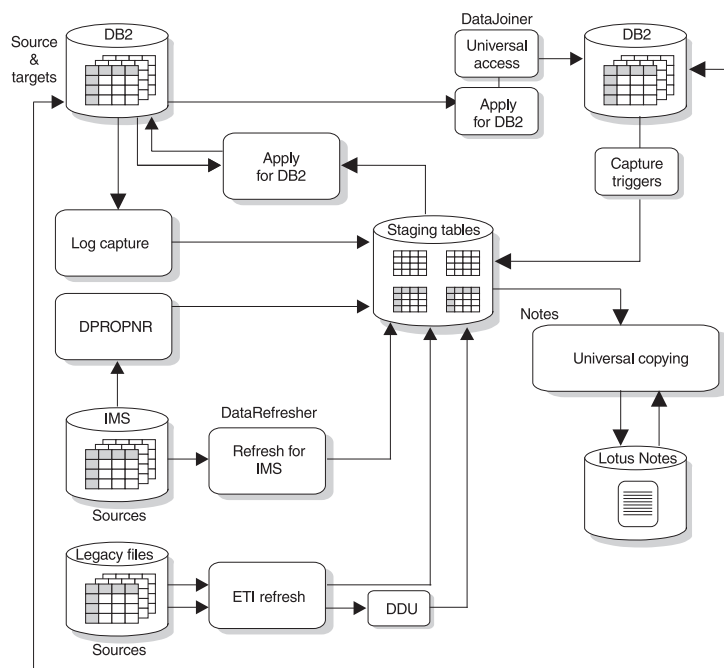 Source
&
targets
DB2
DataJoiner
Universal
access
Apply
for DB2
DB2
Apply
for DB2
Capture
triggers
Log capture
Staging tables
DPROPNR
Notes
Universal copying
IMS
Sources
DataRefresher
Refresh for
IMS
Lotus Notes
Legacy files
Sources
ETI refresh
DDU